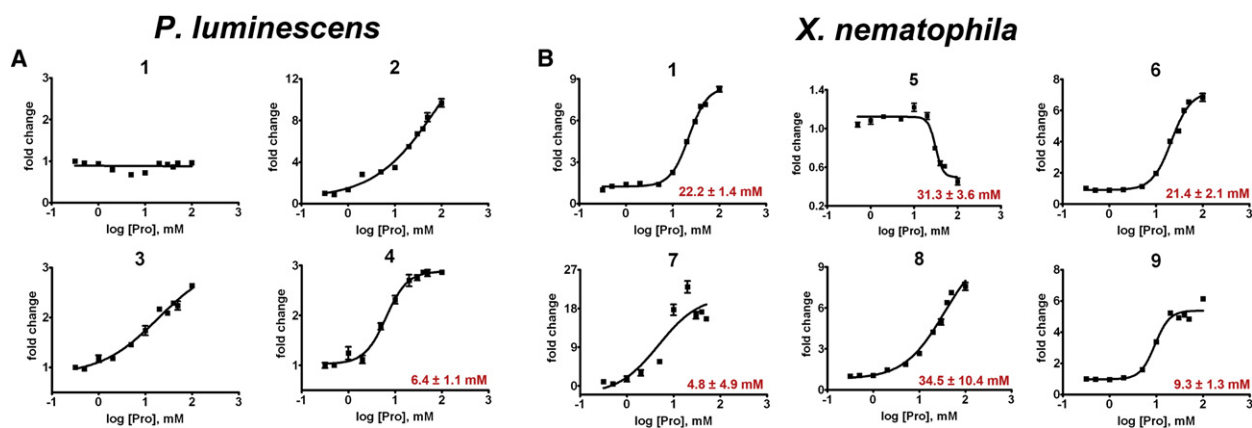 P. luminescens
X. nematophila
A
1
3
2
1
0
fold change
-1 0 1 2 3
log [Pro], mM
2
12
8
4
0
fold change
-1 0 1 2 3
log [Pro], mM
3
3
2
1
fold change
-1 0 1 2 3
log [Pro], mM
4
3
2
1
fold change
6.4 ± 1.1 mM
-1 0 1 2 3
log [Pro], mM
B
1
9
6
3
0
fold change
22.2 ± 1.4 mM
-1 0 1 2 3
log [Pro], mM
5
1.4
1.0
0.6
0.2
fold change
31.3 ± 3.6 mM
-1 0 1 2 3
log [Pro], mM
6
8
6
4
2
0
fold change
21.4 ± 2.1 mM
-1 0 1 2 3
log [Pro], mM
7
27
18
9
0
fold change
4.8 ± 4.9 mM
-1 0 1 2 3
log [Pro], mM
8
9
6
3
0
fold change
34.5 ± 10.4 mM
-1 0 1 2 3
log [Pro], mM
9
8
6
4
2
0
fold change
9.3 ± 1.3 mM
-1 0 1 2 3
log [Pro], mM